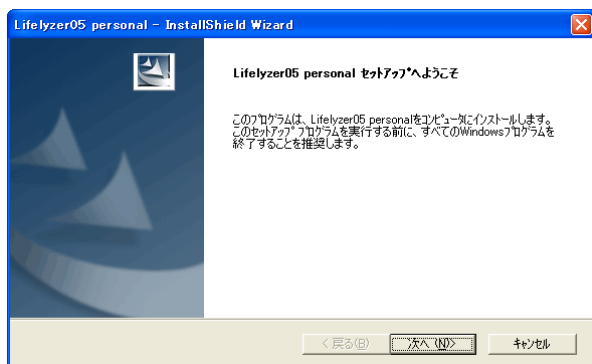 Lifelyzer05 personal - InstallShield Wizard
Lifelyzer05 personal ｾｯﾄｱｯﾌﾟへようこそ
このﾌﾟﾛｸﾞﾗﾑは、Lifelyzer05 personalをｺﾝﾋﾟｭｰﾀにインストールします。
このｾｯﾄｱｯﾌﾟ ﾌﾟﾛｸﾞﾗﾑを実行する前に、すべてのWindowsﾌﾟﾛｸﾞﾗﾑを
終了することを推奨します。
< 戻る(B)
次へ (N)>
ｷｬﾝｾﾙ